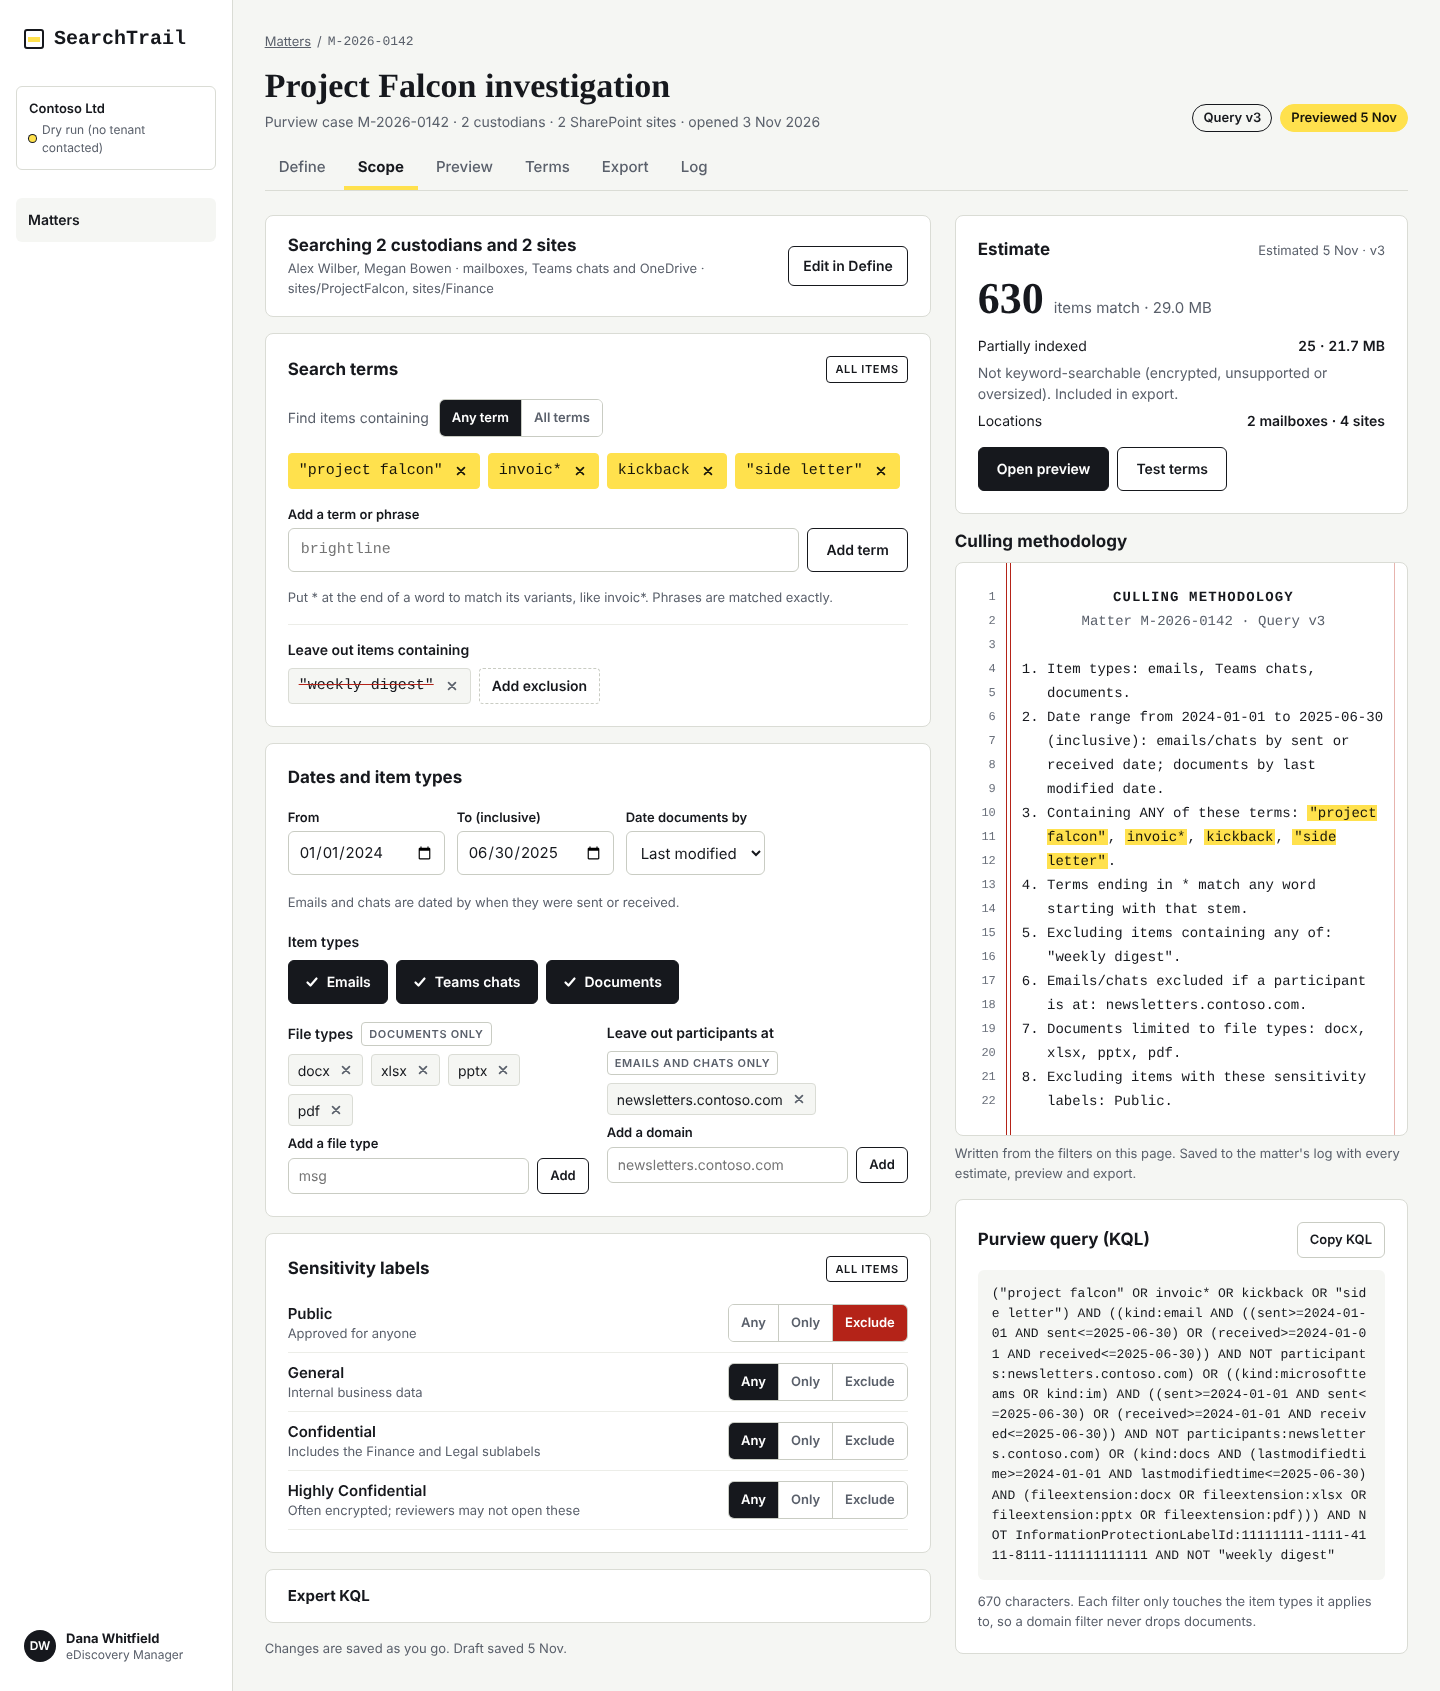 SearchTrail
Contoso Ltd
Dry run (no tenant
contacted)
Matters
Matters / M-2026-0142
Project Falcon investigation
Purview case M-2026-0142 · 2 custodians · 2 SharePoint sites · opened 3 Nov 2026
Query v3
Previewed 5 Nov
Define Scope Preview Terms Export Log
Searching 2 custodians and 2 sites
Alex Wilber, Megan Bowen · mailboxes, Teams chats and OneDrive ·
sites/ProjectFalcon, sites/Finance
Edit in Define
Search terms
ALL ITEMS
Find items containing Any term All terms
"project falcon" × invoic* × kickback × "side letter" ×
Add a term or phrase
brightline
Add term
Put * at the end of a word to match its variants, like invoic*. Phrases are matched exactly.
Leave out items containing
"weekly digest" × Add exclusion
Dates and item types
From To (inclusive) Date documents by
01/01/2024 06/30/2025 Last modified
Emails and chats are dated by when they were sent or received.
Item types
✓ Emails ✓ Teams chats ✓ Documents
File types DOCUMENTS ONLY
docx × xlsx × pptx ×
pdf ×
Add a file type
msg Add
Leave out participants at
EMAILS AND CHATS ONLY
newsletters.contoso.com ×
Add a domain
newsletters.contoso.com Add
Sensitivity labels
ALL ITEMS
Public
Approved for anyone
Any Only Exclude
General
Internal business data
Any Only Exclude
Confidential
Includes the Finance and Legal sublabels
Any Only Exclude
Highly Confidential
Often encrypted; reviewers may not open these
Any Only Exclude
Expert KQL
Changes are saved as you go. Draft saved 5 Nov.
Estimate
Estimated 5 Nov · v3
630 items match · 29.0 MB
Partially indexed 25 · 21.7 MB
Not keyword-searchable (encrypted, unsupported or
oversized). Included in export.
Locations 2 mailboxes · 4 sites
Open preview Test terms
Culling methodology
1 CULLING METHODOLOGY
2 Matter M-2026-0142 · Query v3
3
4 1. Item types: emails, Teams chats,
5 documents.
6 2. Date range from 2024-01-01 to 2025-06-30
7 (inclusive): emails/chats by sent or
8 received date; documents by last
9 modified date.
10 3. Containing ANY of these terms: "project
11 falcon", invoic*, kickback, "side
12 letter".
13 4. Terms ending in * match any word
14 starting with that stem.
15 5. Excluding items containing any of:
16 "weekly digest".
17 6. Emails/chats excluded if a participant
18 is at: newsletters.contoso.com.
19 7. Documents limited to file types: docx,
20 xlsx, pptx, pdf.
21 8. Excluding items with these sensitivity
22 labels: Public.
Written from the filters on this page. Saved to the matter's log with every
estimate, preview and export.
Purview query (KQL)
Copy KQL
("project falcon" OR invoic* OR kickback OR "sid
e letter") AND ((kind:email AND ((sent>=2024-01-
01 AND sent<=2025-06-30) OR (received>=2024-01-0
1 AND received<=2025-06-30)) AND NOT participant
s:newsletters.contoso.com) OR ((kind:microsoftte
ams OR kind:im) AND ((sent>=2024-01-01 AND sent<
=2025-06-30) OR (received>=2024-01-01 AND receiv
ed<=2025-06-30)) AND NOT participants:newsletter
s.contoso.com) OR (kind:docs AND (lastmodifiedti
me>=2024-01-01 AND lastmodifiedtime<=2025-06-30)
AND (fileextension:docx OR fileextension:xlsx OR
fileextension:pptx OR fileextension:pdf))) AND N
OT InformationProtectionLabelId:11111111-1111-41
11-8111-111111111111 AND NOT "weekly digest"
670 characters. Each filter only touches the item types it applies
to, so a domain filter never drops documents.
DW
Dana Whitfield
eDiscovery Manager